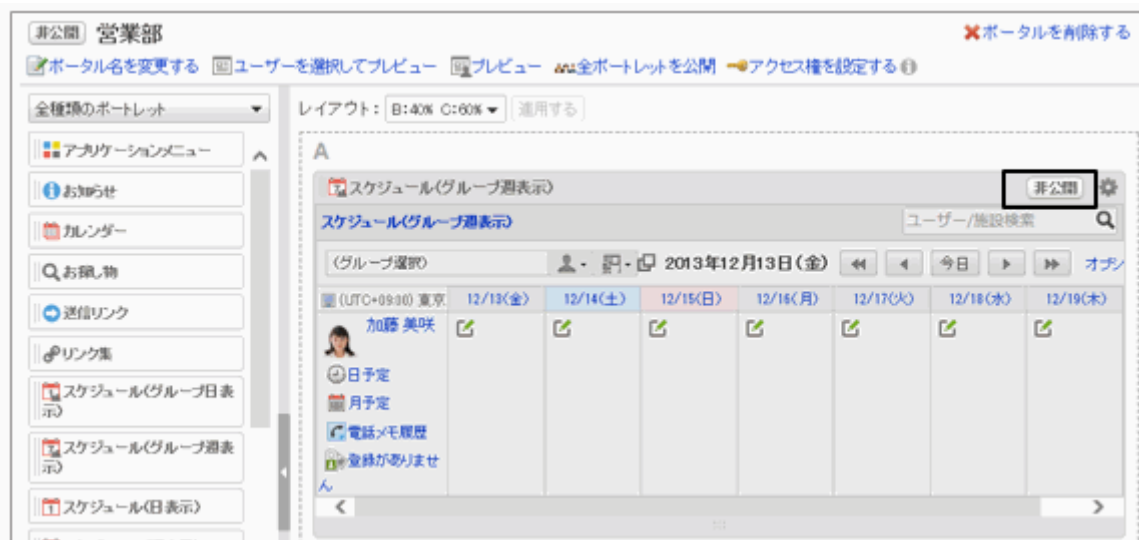 非公開 営業部 ✖ポータルを削除する
ポータル名を変更する ユーザーを選択してプレビュー プレビュー 全ポートレットを公開 アクセス権を設定する
全種類のポートレット
レイアウト: B:40% C:60% 適用する
アプリケーションメニュー
お知らせ
カレンダー
お探し物
送信リンク
リンク集
スケジュール(グループ日表
示)
スケジュール(グループ週表
示)
スケジュール(日表示)
A
スケジュール(グループ週表示) 非公開
スケジュール(グループ週表示) ユーザー/施設検索
(グループ選択) 2013年12月13日(金) 今日 オプシ
(UTC+09:00) 東京 12/13(金) 12/14(土) 12/15(日) 12/16(月) 12/17(火) 12/18(水) 12/19(木)
加藤 美咲
日予定
月予定
電話メモ履歴
登録がありませ
ん